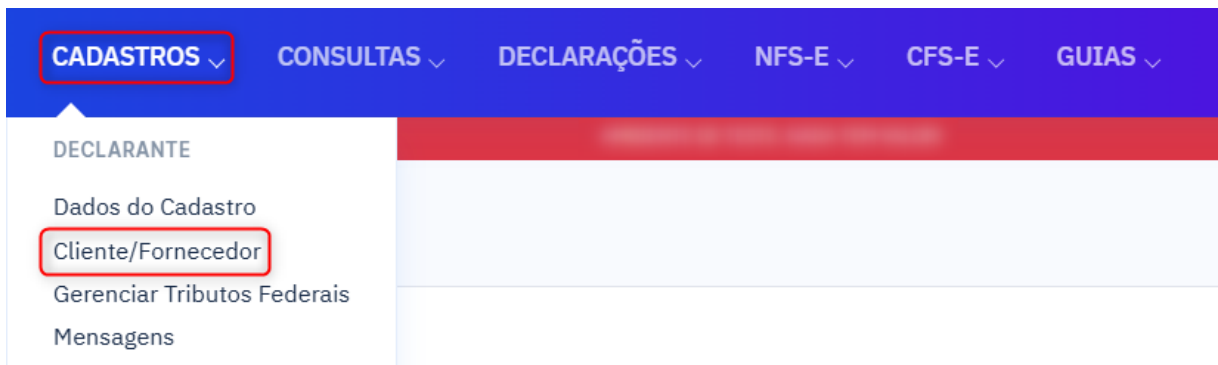 CADASTROS CONSULTAS DECLARAÇÕES NFS-E CFS-E GUIAS
DECLARANTE
Dados do Cadastro
Cliente/Fornecedor
Gerenciar Tributos Federais
Mensagens